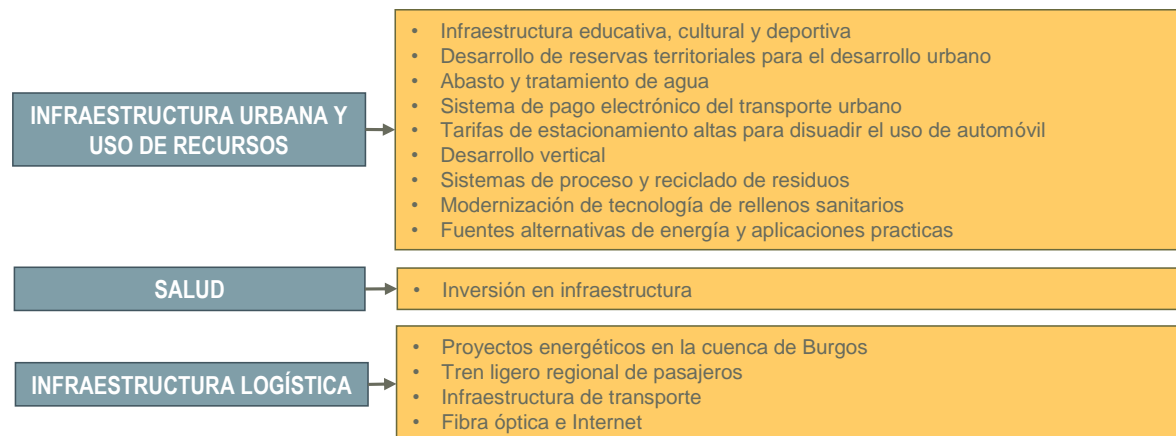 INFRAESTRUCTURA URBANA Y
USO DE RECURSOS
• Infraestructura educativa, cultural y deportiva
• Desarrollo de reservas territoriales para el desarrollo urbano
• Abasto y tratamiento de agua
• Sistema de pago electrónico del transporte urbano
• Tarifas de estacionamiento altas para disuadir el uso de automóvil
• Desarrollo vertical
• Sistemas de proceso y reciclado de residuos
• Modernización de tecnología de rellenos sanitarios
• Fuentes alternativas de energía y aplicaciones practicas
SALUD
• Inversión en infraestructura
INFRAESTRUCTURA LOGÍSTICA
• Proyectos energéticos en la cuenca de Burgos
• Tren ligero regional de pasajeros
• Infraestructura de transporte
• Fibra óptica e Internet